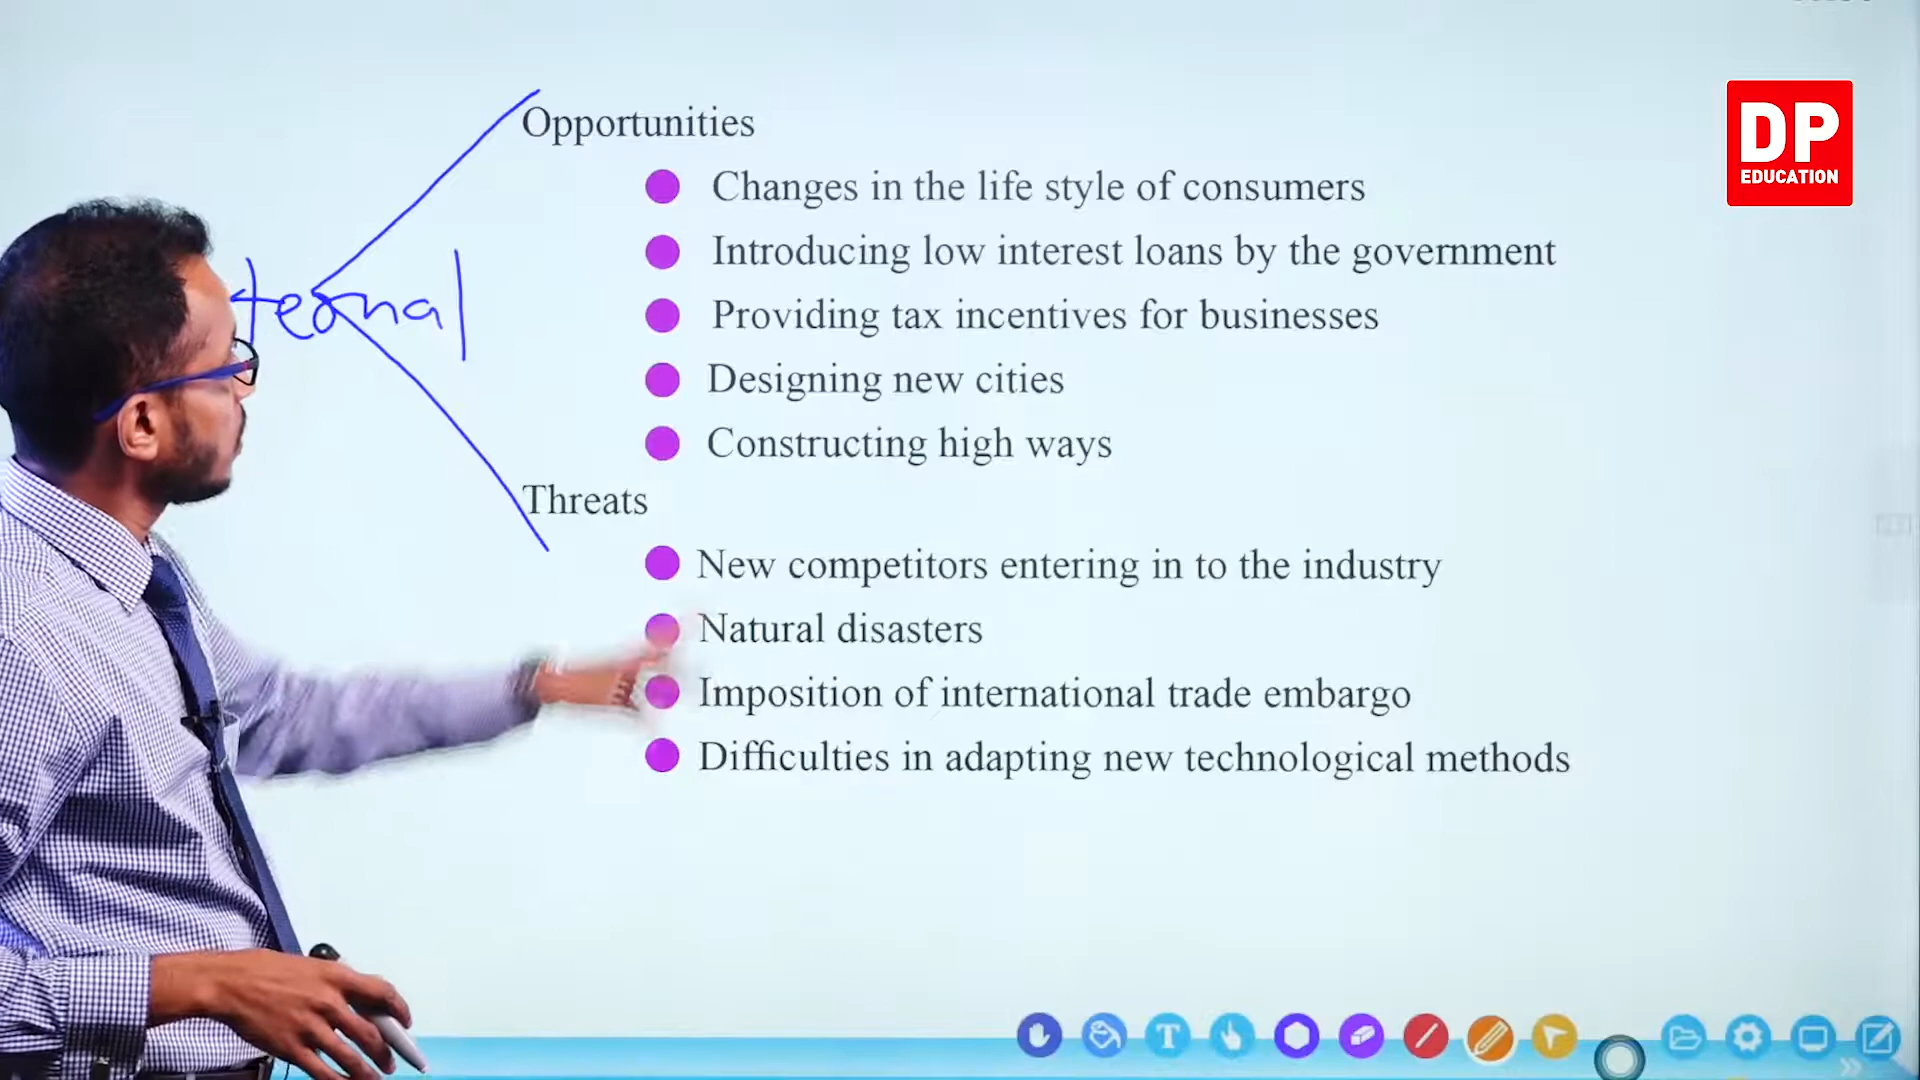 Opportunities
Changes in the life style of consumers
Introducing low interest loans by the government
Providing tax incentives for businesses
Designing new cities
Constructing high ways
ternal
Threats
New competitors entering in to the industry
Natural disasters
Imposition of international trade embargo
Difficulties in adapting new technological methods
DP
EDUCATION
T